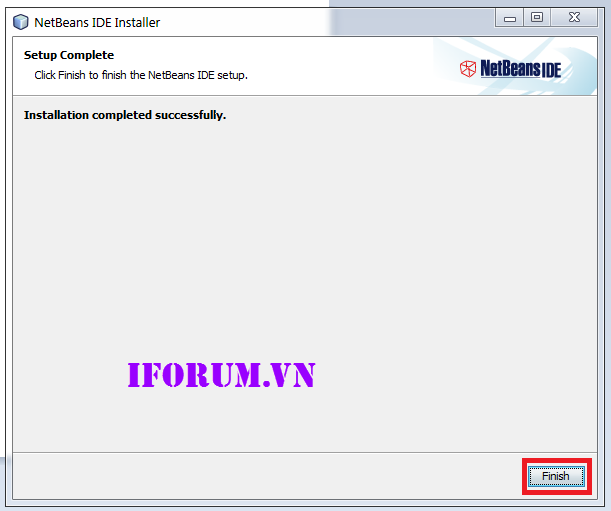 NetBeans IDE Installer
Setup Complete
Click Finish to finish the NetBeans IDE setup.
NetBeans IDE
Installation completed successfully.
IFORUM.VN
Finish